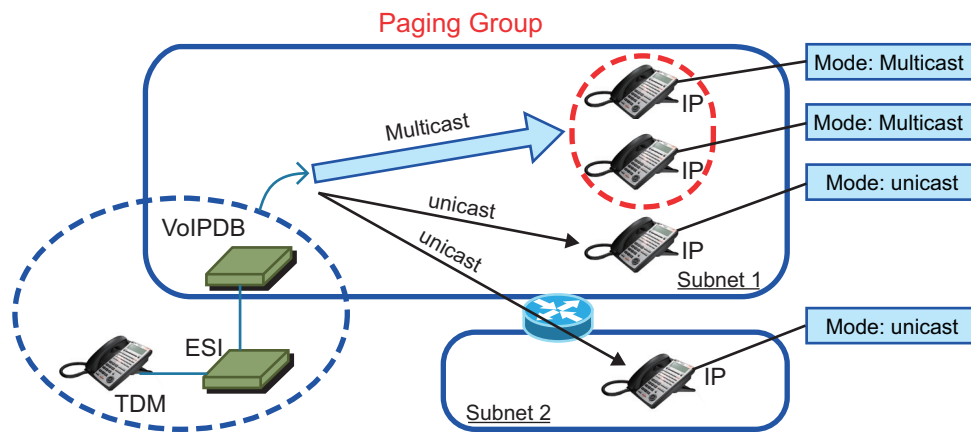 Paging Group
Mode: Multicast
IP
Multicast
Mode: Multicast
IP
Mode: unicast
unicast
VoIPDB
IP
unicast
Subnet 1
Mode: unicast
ESI
IP
TDM
Subnet 2